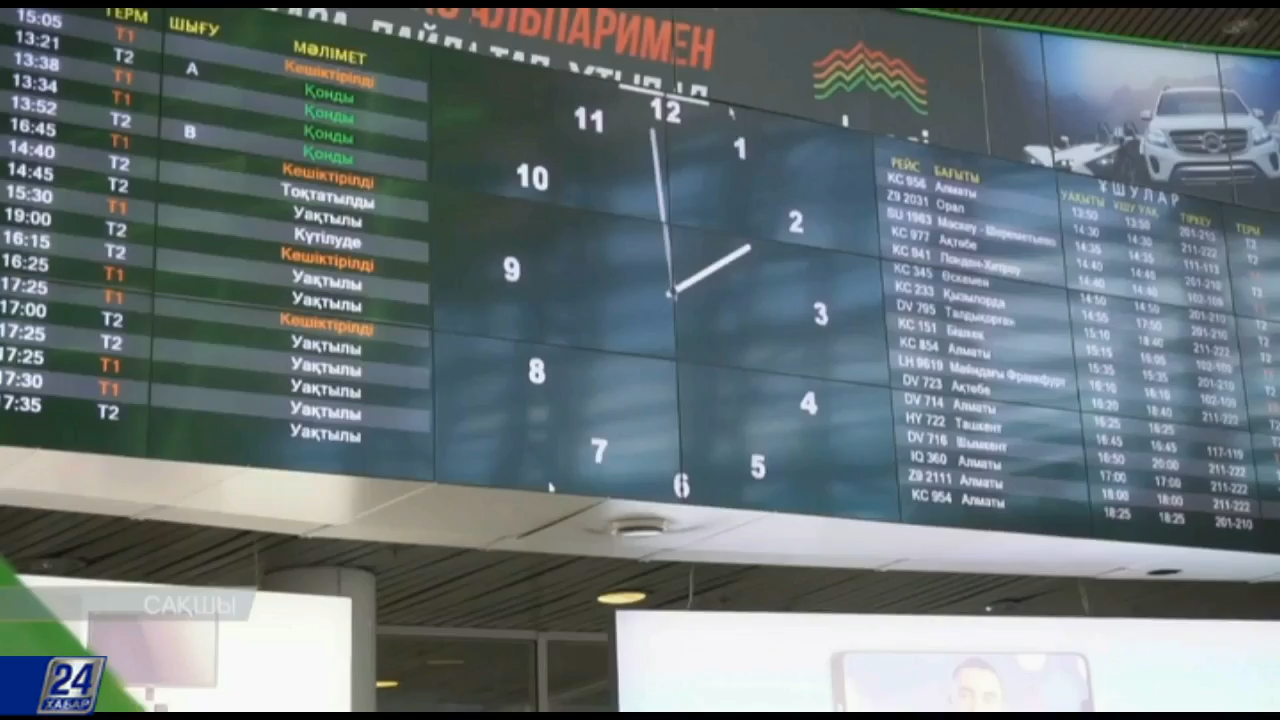 АЛЬПАРИМЕН
ТЕРМ ШЫҒУ МӘЛІМЕТ
15:05 T1 Кешіктірілді
13:21 T2 A Қонды
13:38 T1 Қонды
13:34 T1 Қонды
13:52 T2 B Қонды
16:45 T1 Кешіктірілді
14:40 T2 Тоқтатылды
14:45 T2 Уақтылы
15:30 T1 Күтілуде
19:00 T2 Кешіктірілді
16:15 T2 Уақтылы
16:25 T1 Уақтылы
17:25 T1 Кешіктірілді
17:00 T2 Уақтылы
17:25 T2 Уақтылы
17:25 T1 Уақтылы
17:30 T1 Уақтылы
17:35 T2 Уақтылы
12
1
2
3
4
5
6
7
8
9
10
11
ҰШУЛАР
РЕЙС БАҒЫТЫ УАҚЫТЫ ҰШУ УАҚ ТІРКЕУ ТЕРМ
KC 956 Алматы 13:50 13:50 201-210
Z9 2031 Орал 14:30 14:30 211-222
SU 1963 Мәскеу - Шереметьево 14:35 14:35 111-113
KC 977 Ақтөбе 14:40 14:40 201-210
KC 941 Лондон-Хитроу 14:40 14:40 103-109
KC 345 Өскемен 14:50 14:50 201-210
KC 233 Қызылорда 14:55 17:50 201-210
DV 795 Талдықорған 15:10 18:40 211-222
KC 151 Бішкек 15:15 16:05 102-109
KC 854 Алматы 15:35 15:35 201-210
LH 9619 Майндағы Франкфурт 16:10 16:10 102-109
DV 723 Ақтөбе 16:20 18:40 211-222
DV 714 Алматы 16:25 16:25
HY 722 Ташкент 16:45 16:45 117-119
DV 716 Шымкент 16:50 20:00 211-222
IQ 360 Алматы 17:00 17:00 211-222
Z9 2111 Алматы 18:00 18:00 211-222
KC 954 Алматы 18:25 18:25 201-210
САҚШЫ
24
ХАБАР